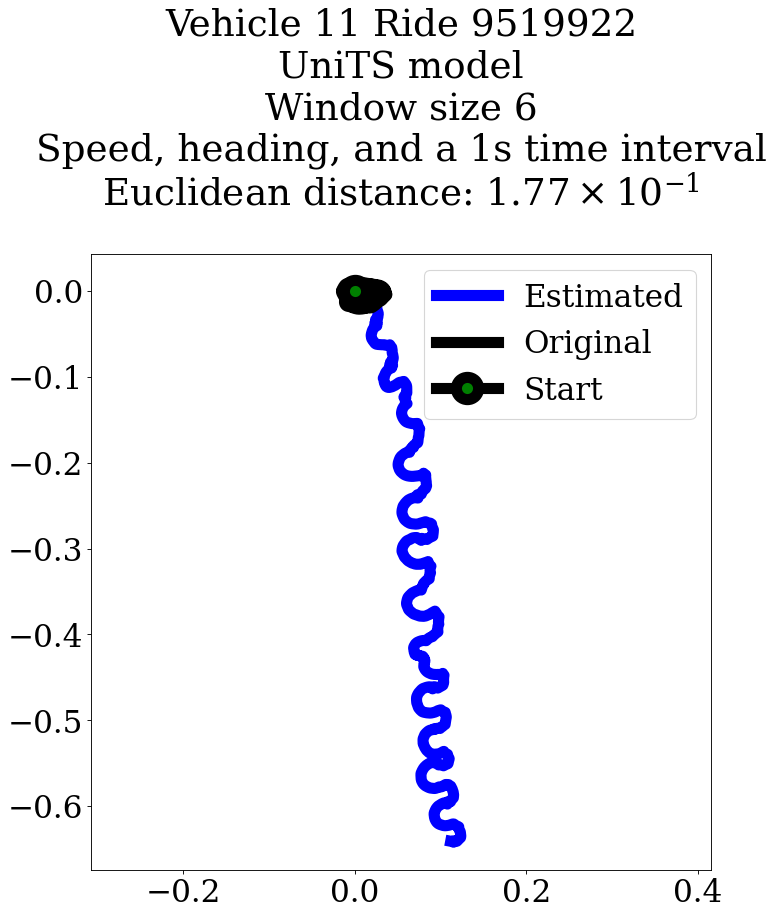 Vehicle 11 Ride 9519922
UniTS model
Window size 6
Speed, heading, and a 1s time interval
Euclidean distance: 1.77 × 10⁻¹
Estimated
Original
Start
0.0
−0.1
−0.2
−0.3
−0.4
−0.5
−0.6
−0.2 0.0 0.2 0.4